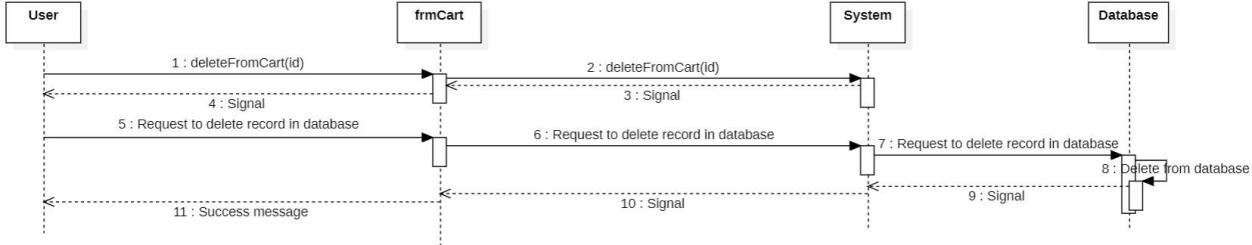 User
frmCart
System
Database
1 : deleteFromCart(id)
2 : deleteFromCart(id)
3 : Signal
4 : Signal
5 : Request to delete record in database
6 : Request to delete record in database
7 : Request to delete record in database
8 : Delete from database
9 : Signal
10 : Signal
11 : Success message